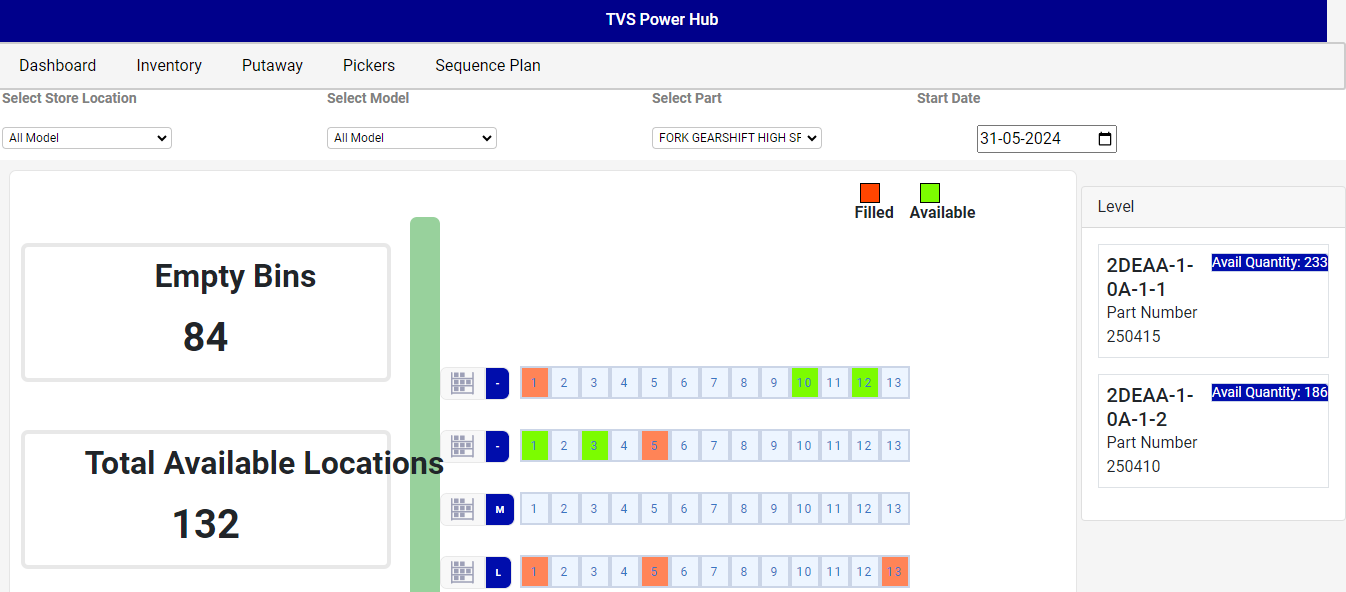 TVS Power Hub
Dashboard Inventory Putaway Pickers Sequence Plan
Select Store Location Select Model Select Part Start Date
All Model All Model FORK GEARSHIFT HIGH SF 31-05-2024
Filled Available
Empty Bins
84
Total Available Locations
132
- 1 2 3 4 5 6 7 8 9 10 11 12 13
- 1 2 3 4 5 6 7 8 9 10 11 12 13
M 1 2 3 4 5 6 7 8 9 10 11 12 13
L 1 2 3 4 5 6 7 8 9 10 11 12 13
Level
2DEAA-1- Avail Quantity: 233
0A-1-1
Part Number
250415
2DEAA-1- Avail Quantity: 186
0A-1-2
Part Number
250410